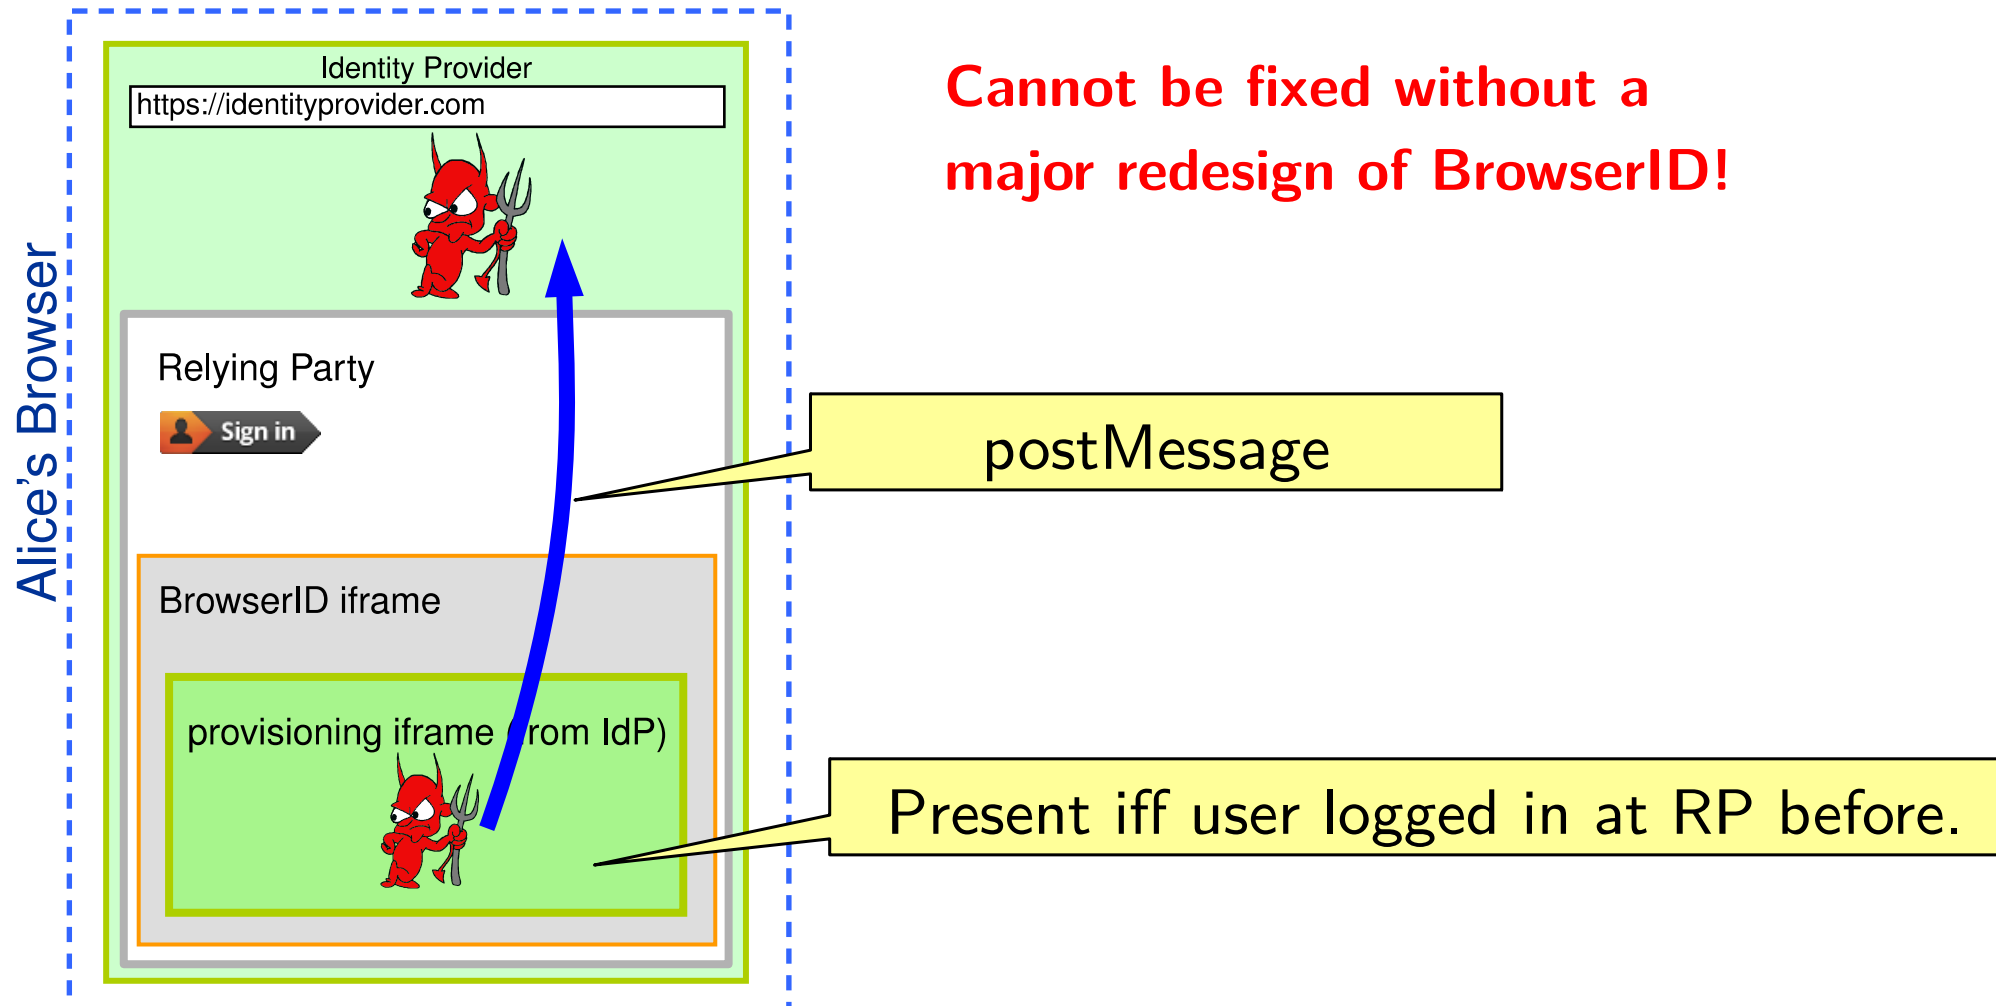 Identity Provider
https://identityprovider.com
Cannot be fixed without a
major redesign of BrowserID!
Alice's Browser
Relying Party
Sign in
postMessage
BrowserID iframe
provisioning iframe (from IdP)
Present iff user logged in at RP before.